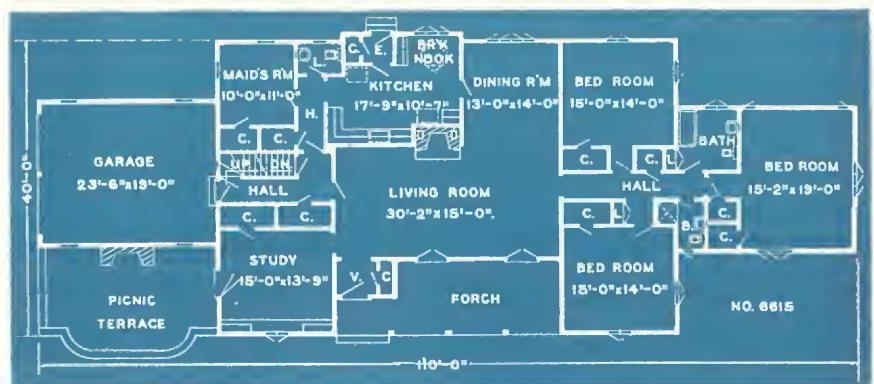 C.
E.
BR'K
NOOK
L.
MAID'S R'M
10'-0"x11'-0"
KITCHEN
17'-9"x10'-7"
DINING R'M
13'-0"x14'-0"
BED ROOM
15'-0"x14'-0"
H.
40'-0"
C.
C.
BATH
GARAGE
23'-6"x19'-0"
UP
DN.
C.
C.
L
BED ROOM
15'-2"x19'-0"
HALL
LIVING ROOM
30'-2"x15'-0".
HALL
C.
C.
C.
L
B.
C.
C.
STUDY
15'-0"x13'-9"
V.
C
BED ROOM
15'-0"x14'-0"
PICNIC
TERRACE
PORCH
NO. 6615
110'-0"